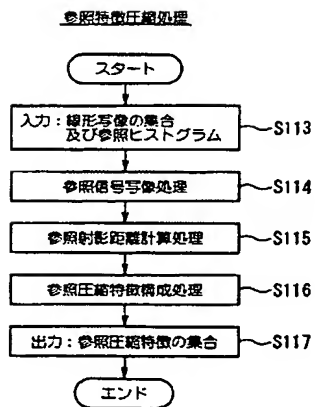 参照特徴圧縮処理
スタート
入力：線形写像の集合
及び参照ヒストグラム
S113
参照信号写像処理
S114
参照射影距離計算処理
S115
参照圧縮特徴構成処理
S116
出力：参照圧縮特徴の集合
S117
エンド